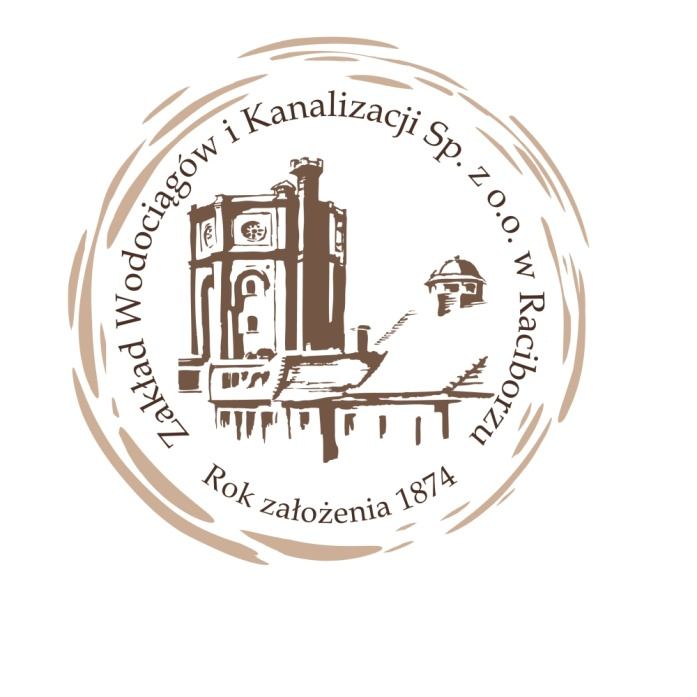 Zakład Wodociągów i Kanalizacji Sp. z o.o. w Raciborzu
Rok założenia 1874